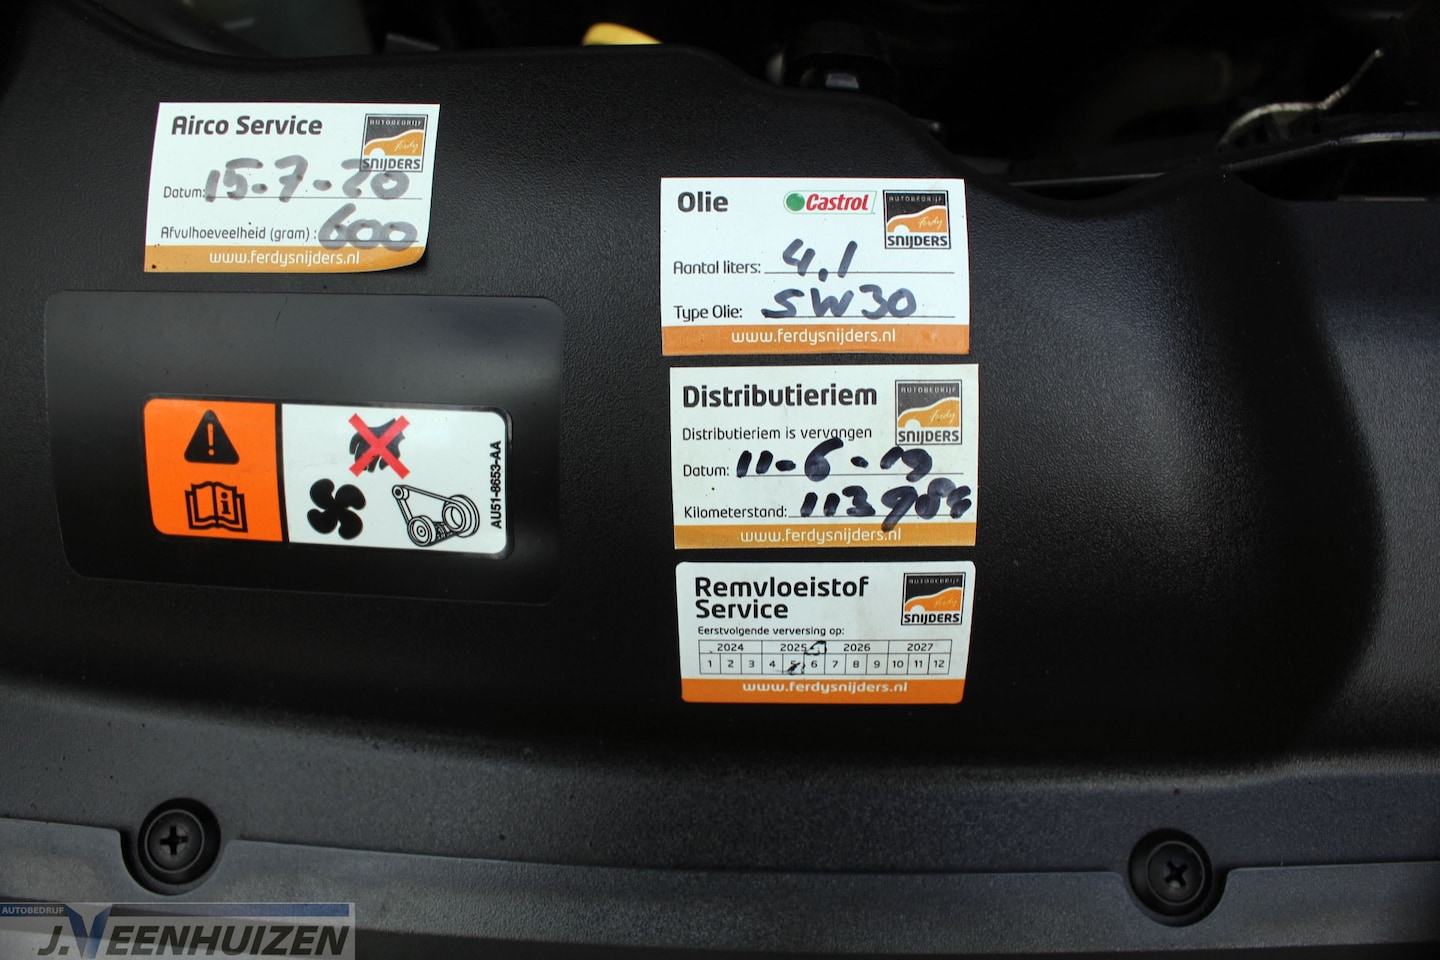 Airco Service
AUTOBEDRIJF
ferdy
SNIJDERS
Datum: 15-7-20
Afvulhoeveelheid (gram) : 600
www.ferdysnijders.nl
Olie
Castrol
AUTOBEDRIJF
ferdy
SNIJDERS
Aantal liters: 4,1
Type Olie: 5W30
www.ferdysnijders.nl
Distributieriem
AUTOBEDRIJF
ferdy
SNIJDERS
Distributieriem is vervangen
Datum: 11-6-19
Kilometerstand:
www.ferdysnijders.nl
Remvloeistof
Service
AUTOBEDRIJF
ferdy
SNIJDERS
Eerstvolgende verversing op:
2024 2025 2026 2027
1 2 3 4 5 6 7 8 9 10 11 12
www.ferdysnijders.nl
AU51-8653-AA
AUTOBEDRIJF
J.VEENHUIZEN